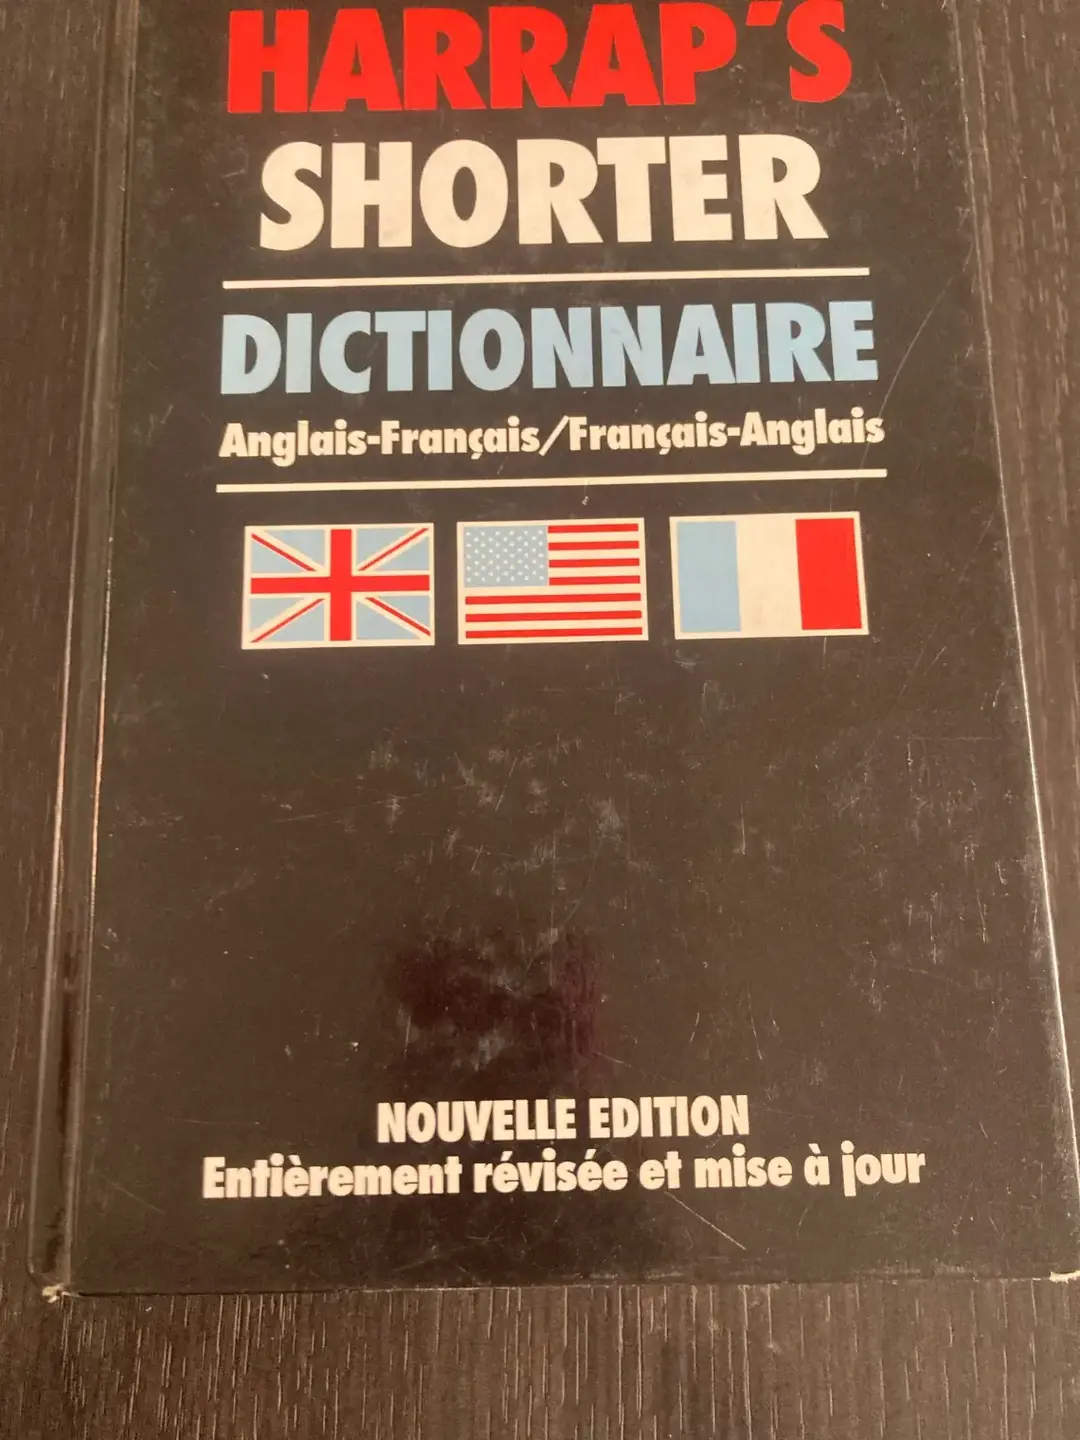 HARRAP'S
SHORTER
DICTIONNAIRE
Anglais-Français/Français-Anglais
NOUVELLE EDITION
Entièrement révisée et mise à jour